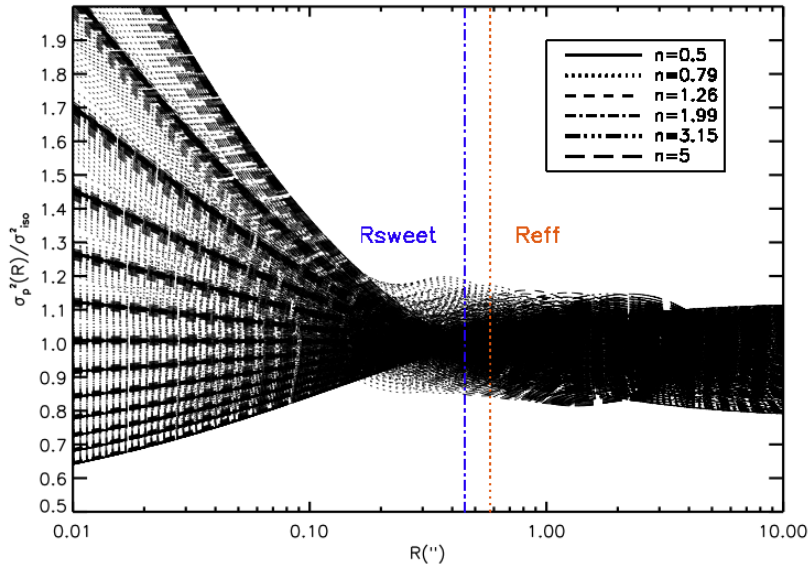 1.9
1.8
1.7
1.6
1.5
1.4
1.3
1.2
1.1
1.0
0.9
0.8
0.7
0.6
0.5
σp²(R)/σ²iso
n=0.5
n=0.79
n=1.26
n=1.99
n=3.15
n=5
Rsweet
Reff
0.01
0.10
1.00
10.00
R('')